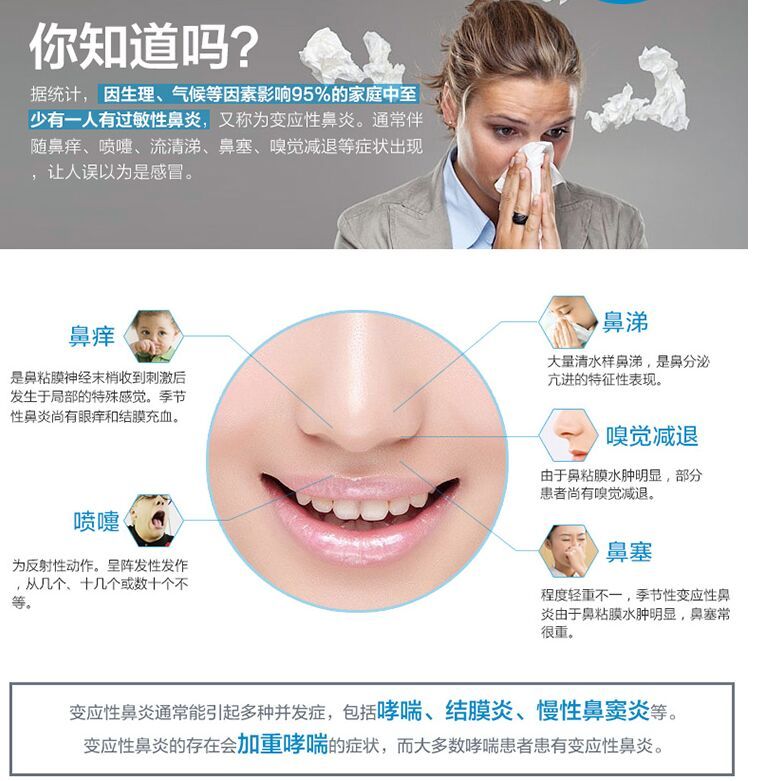 你知道吗?
据统计，因生理、气候等因素影响95%的家庭中至
少有一人有过敏性鼻炎，又称为变应性鼻炎。通常伴
随鼻痒、喷嚏、流清涕、鼻塞、嗅觉减退等症状出现
，让人误以为是感冒。
鼻痒
是鼻粘膜神经末梢收到刺激后
发生于局部的特殊感觉。季节
性鼻炎尚有眼痒和结膜充血。
喷嚏
为反射性动作。呈阵发性发作
，从几个、十几个或数十个不
等。
鼻涕
大量清水样鼻涕，是鼻分泌
亢进的特征性表现。
嗅觉减退
由于鼻粘膜水肿明显，部分
患者尚有嗅觉减退。
鼻塞
程度轻重不一，季节性变应性鼻
炎由于鼻粘膜水肿明显，鼻塞常
很重。
变应性鼻炎通常能引起多种并发症，包括哮喘、结膜炎、慢性鼻窦炎等。
变应性鼻炎的存在会加重哮喘的症状，而大多数哮喘患者患有变应性鼻炎。